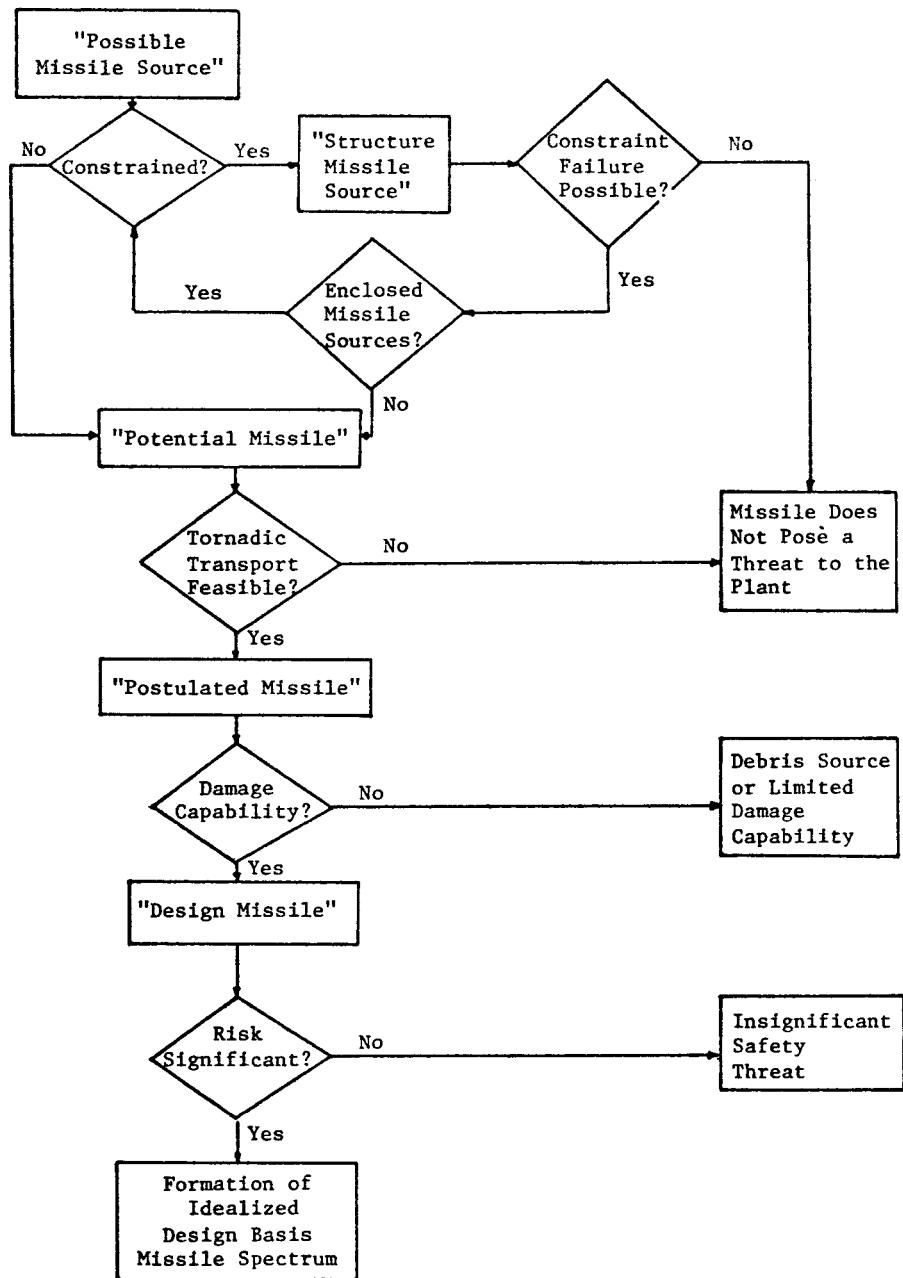 "Possible
Missile Source"
No
Constrained?
Yes
"Structure
Missile
Source"
Constraint
Failure
Possible?
No
Yes
Enclosed
Missile
Sources?
Yes
No
"Potential Missile"
Tornadic
Transport
Feasible?
No
Missile Does
Not Pose a
Threat to the
Plant
Yes
"Postulated Missile"
Damage
Capability?
No
Debris Source
or Limited
Damage
Capability
Yes
"Design Missile"
Risk
Significant?
No
Insignificant
Safety
Threat
Yes
Formation of
Idealized
Design Basis
Missile Spectrum